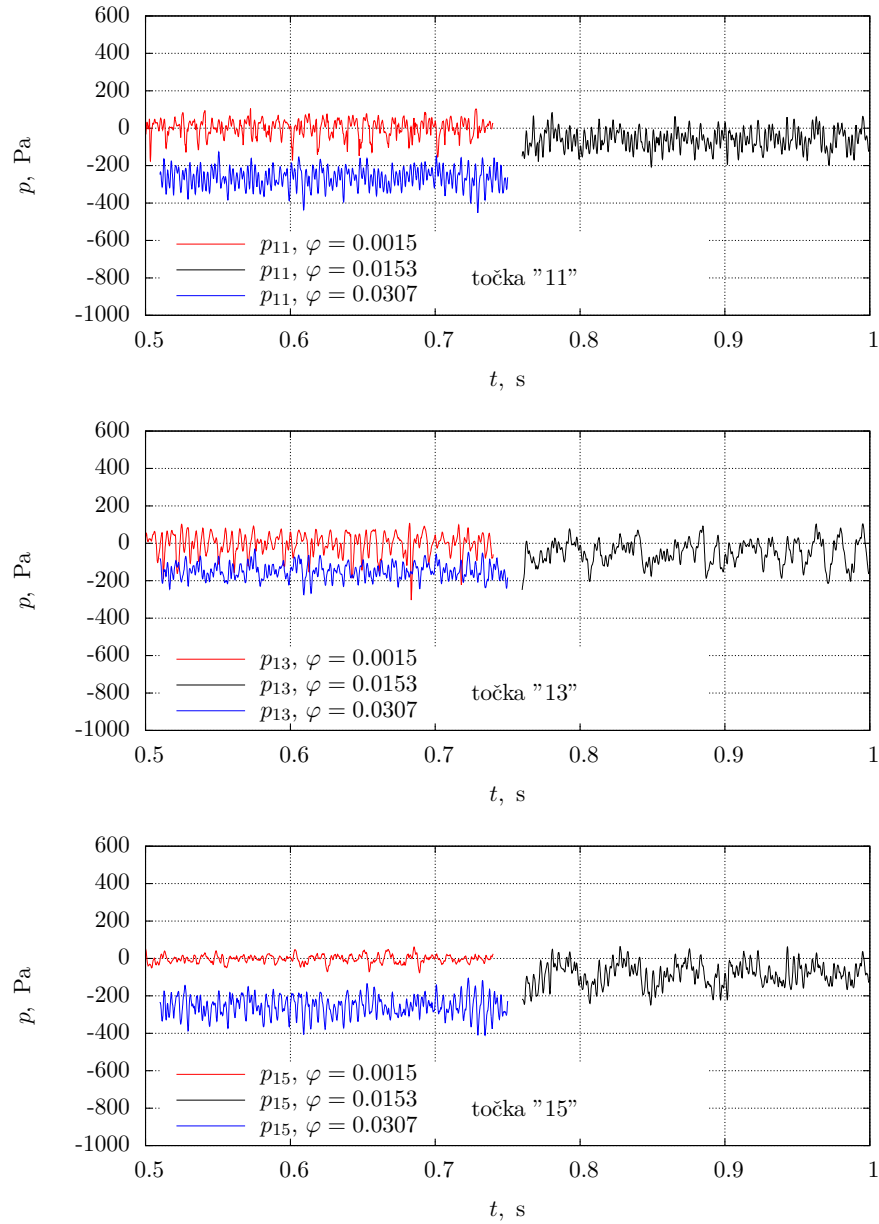 600
400
200
0
-200
-400
-600
-800
-1000
p, Pa
p₁₁, φ = 0.0015
p₁₁, φ = 0.0153
p₁₁, φ = 0.0307
točka "11"
0.5 0.6 0.7 0.8 0.9 1
t, s
600
400
200
0
-200
-400
-600
-800
-1000
p, Pa
p₁₃, φ = 0.0015
p₁₃, φ = 0.0153
p₁₃, φ = 0.0307
točka "13"
0.5 0.6 0.7 0.8 0.9 1
t, s
600
400
200
0
-200
-400
-600
-800
-1000
p, Pa
p₁₅, φ = 0.0015
p₁₅, φ = 0.0153
p₁₅, φ = 0.0307
točka "15"
0.5 0.6 0.7 0.8 0.9 1
t, s